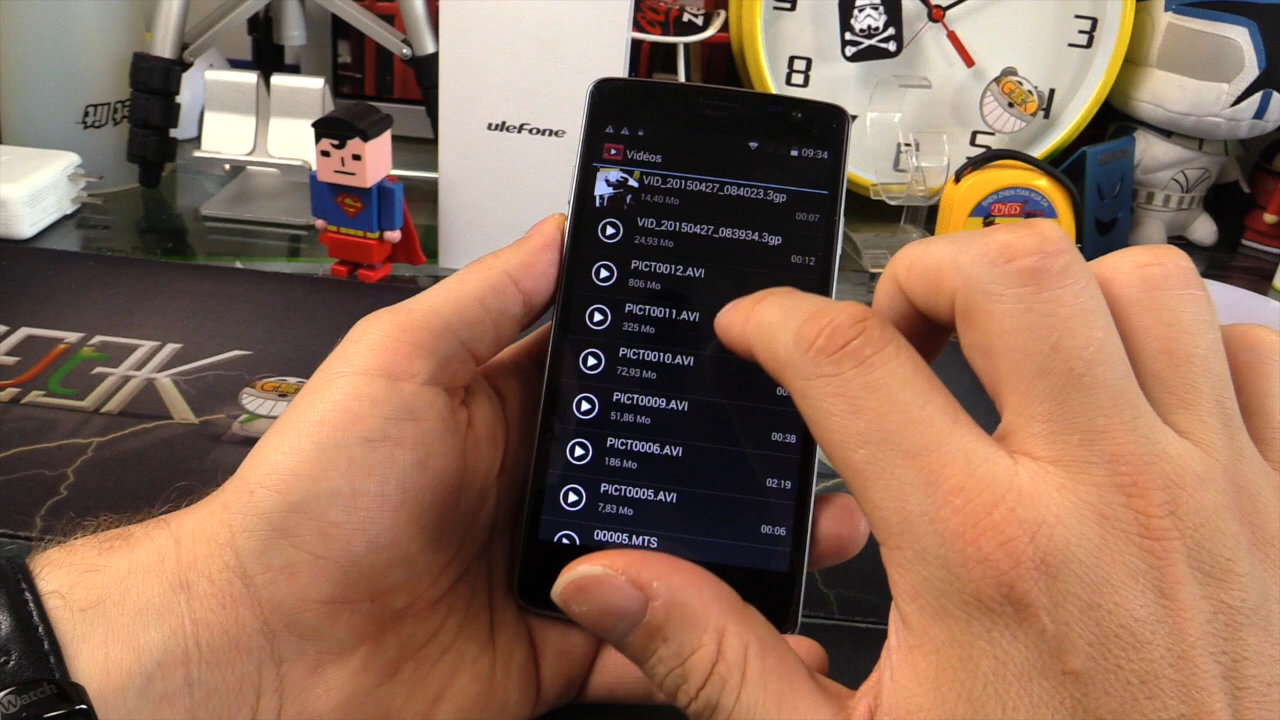 uleFone
09:34
Vidéos
VID_20150427_084023.3gp
14,40 Mo
00:07
VID_20150427_083934.3gp
24,93 Mo
00:12
PICT0012.AVI
806 Mo
PICT0011.AVI
325 Mo
PICT0010.AVI
72,93 Mo
PICT0009.AVI
51,86 Mo
00:38
PICT0006.AVI
186 Mo
02:19
PICT0005.AVI
7,83 Mo
00:06
00005.MTS
3
8
5
Watch